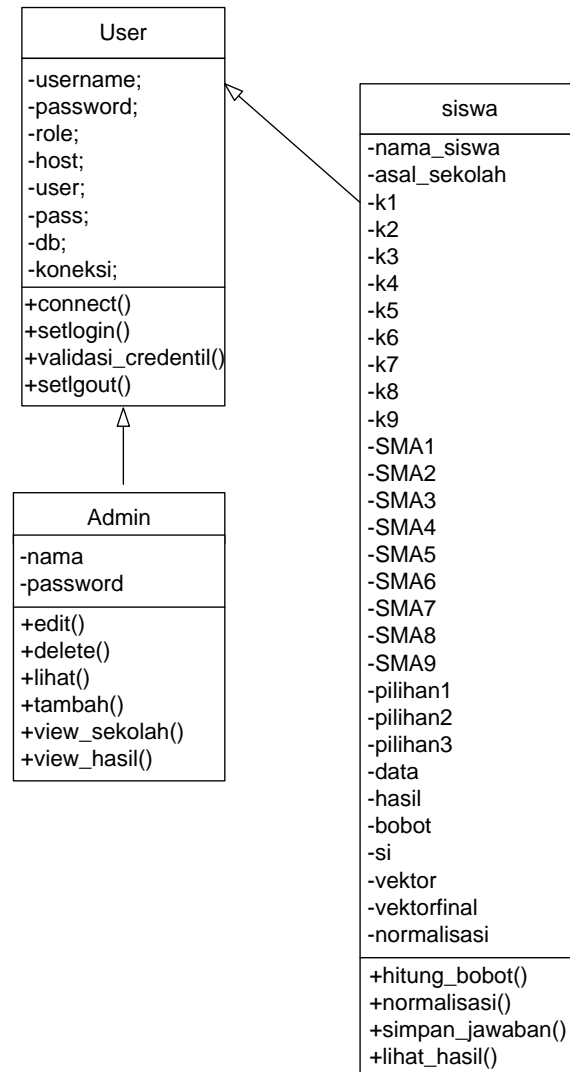 User
-username;
-password;
-role;
-host;
-user;
-pass;
-db;
-koneksi;
+connect()
+setlogin()
+validasi_credentil()
+setlgout()
Admin
-nama
-password
+edit()
+delete()
+lihat()
+tambah()
+view_sekolah()
+view_hasil()
siswa
-nama_siswa
-asal_sekolah
-k1
-k2
-k3
-k4
-k5
-k6
-k7
-k8
-k9
-SMA1
-SMA2
-SMA3
-SMA4
-SMA5
-SMA6
-SMA7
-SMA8
-SMA9
-pilihan1
-pilihan2
-pilihan3
-data
-hasil
-bobot
-si
-vektor
-vektorfinal
-normalisasi
+hitung_bobot()
+normalisasi()
+simpan_jawaban()
+lihat_hasil()